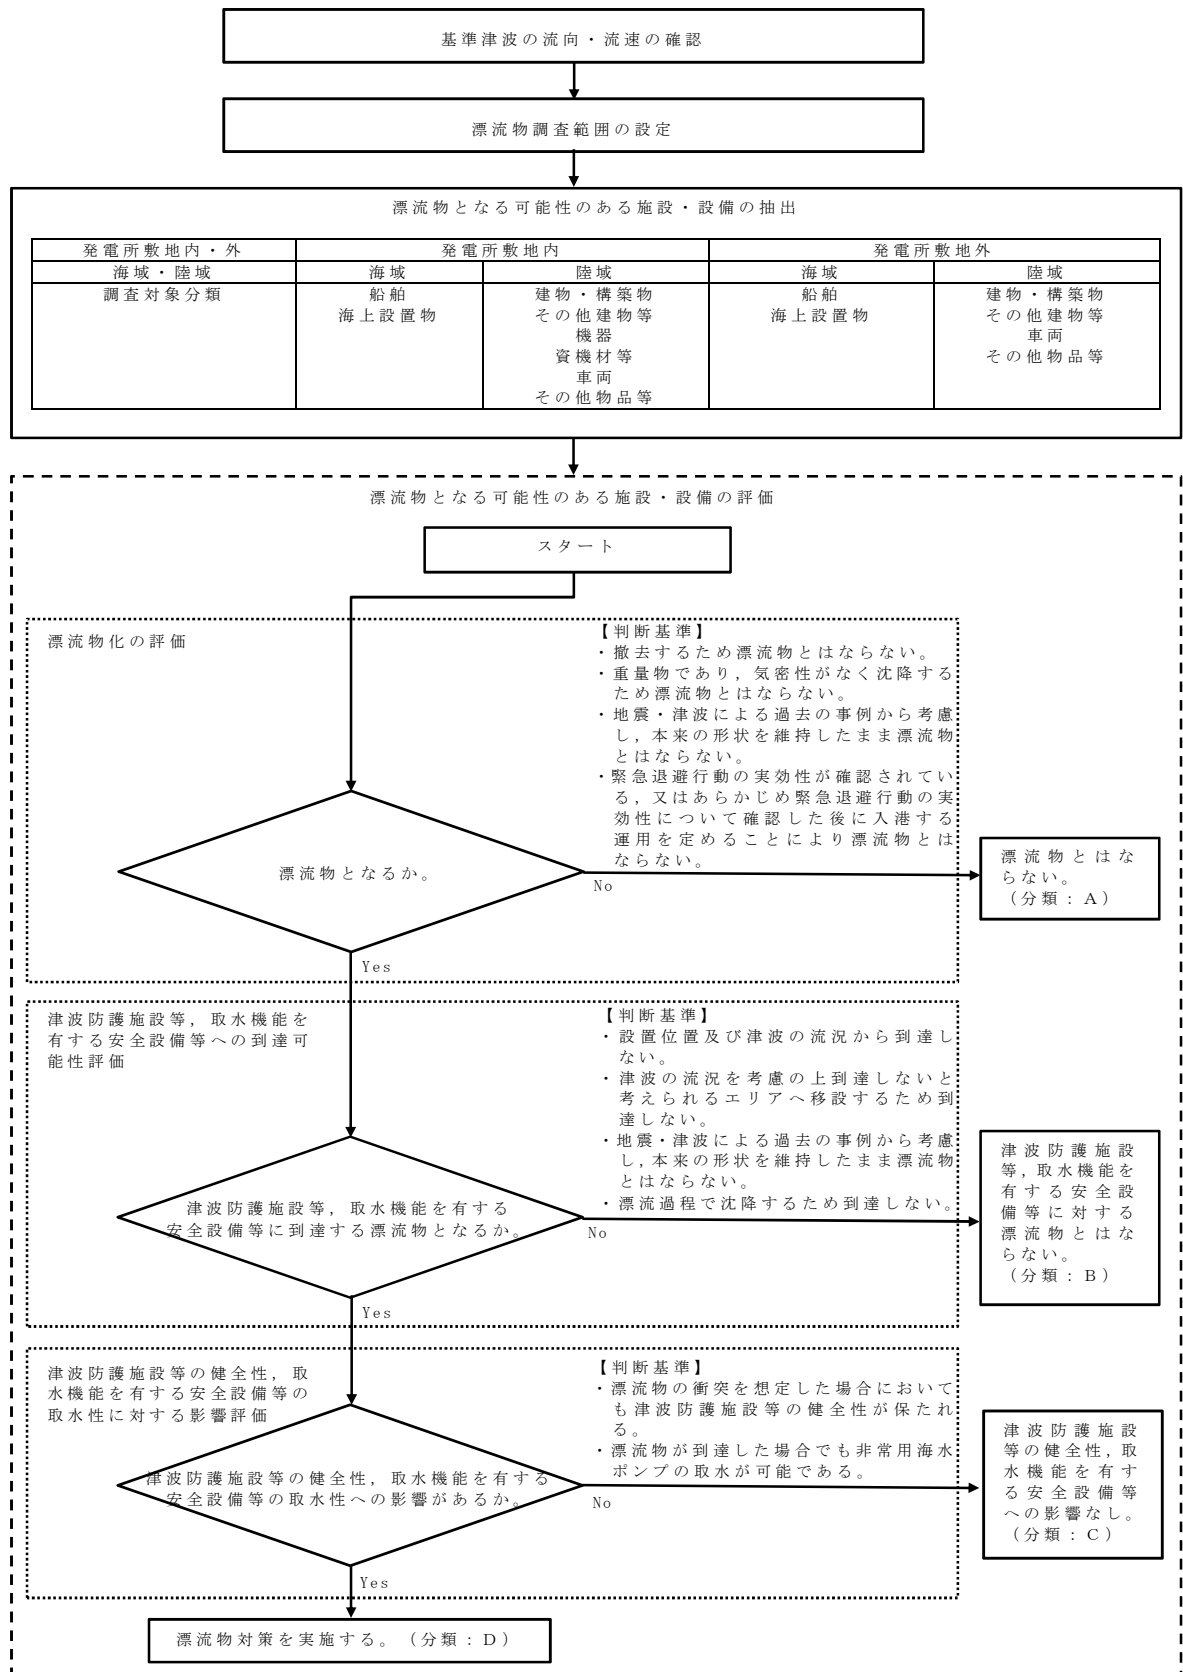 基準津波の流向・流速の確認
漂流物調査範囲の設定
漂流物となる可能性のある施設・設備の抽出
発電所敷地内・外 発電所敷地内 発電所敷地外
海域・陸域 海域 陸域 海域 陸域
調査対象分類 船舶 建物・構築物 船舶 建物・構築物
海上設置物 その他建物等 海上設置物 その他建物等
機器 車両
資機材等 その他物品等
車両
その他物品等
漂流物となる可能性のある施設・設備の評価
スタート
漂流物化の評価
【判断基準】
・撤去するため漂流物とはならない。
・重量物であり，気密性がなく沈降する
ため漂流物とはならない。
・地震・津波による過去の事例から考慮
し，本来の形状を維持したまま漂流物
とはならない。
・緊急退避行動の実効性が確認されてい
る，又はあらかじめ緊急退避行動の実
効性について確認した後に入港する
運用を定めることにより漂流物とは
ならない。
漂流物となるか。
No
漂流物とはな
らない。
（分類：A）
Yes
津波防護施設等，取水機能を
有する安全設備等への到達可
能性評価
【判断基準】
・設置位置及び津波の流況から到達し
ない。
・津波の流況を考慮の上到達しないと
考えられるエリアへ移設するため到
達しない。
・地震・津波による過去の事例から考慮
し，本来の形状を維持したまま漂流物
とはならない。
・漂流過程で沈降するため到達しない。
津波防護施設等，取水機能を有する
安全設備等に到達する漂流物となるか。
No
津波防護施設
等，取水機能を
有する安全設
備等に対する
漂流物とはな
らない。
（分類：B）
Yes
津波防護施設等の健全性，取
水機能を有する安全設備等の
取水性に対する影響評価
【判断基準】
・漂流物の衝突を想定した場合において
も津波防護施設等の健全性が保たれ
る。
・漂流物が到達した場合でも非常用海水
ポンプの取水が可能である。
津波防護施設等の健全性，取水機能を有する
安全設備等の取水性への影響があるか。
No
津波防護施設
等の健全性，取
水機能を有す
る安全設備等
への影響なし。
（分類：C）
Yes
漂流物対策を実施する。（分類：D）